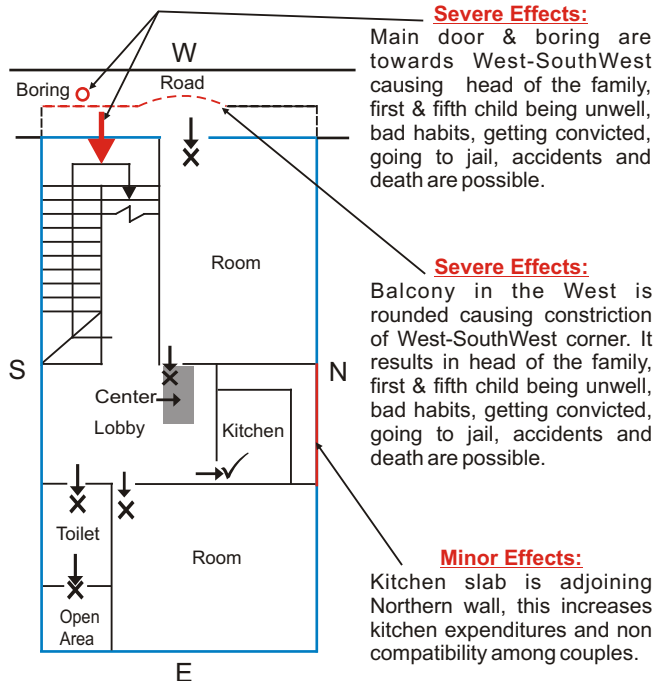 Severe Effects:
Main door & boring are
towards West-SouthWest
causing head of the family,
first & fifth child being unwell,
bad habits, getting convicted,
going to jail, accidents and
death are possible.
W
Boring
Road
Room
Severe Effects:
Balcony in the West is
rounded causing constriction
of West-SouthWest corner. It
results in head of the family,
first & fifth child being unwell,
bad habits, getting convicted,
going to jail, accidents and
death are possible.
S
N
Center
Lobby
Kitchen
Toilet
Room
Open
Area
E
Minor Effects:
Kitchen slab is adjoining
Northern wall, this increases
kitchen expenditures and non
compatibility among couples.